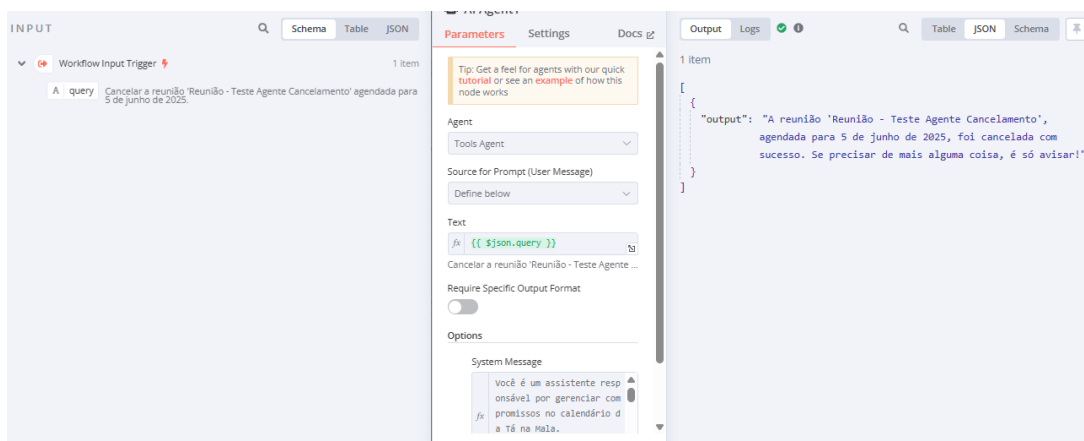 AI Agent1
INPUT
Schema Table JSON
Workflow Input Trigger
1 item
A query Cancelar a reunião 'Reunião - Teste Agente Cancelamento' agendada para
5 de junho de 2025.
Parameters Settings Docs
Tip: Get a feel for agents with our quick
tutorial or see an example of how this
node works
Agent
Tools Agent
Source for Prompt (User Message)
Define below
Text
fx {{ $json.query }}
Cancelar a reunião 'Reunião - Teste Agente ...
Require Specific Output Format
Options
System Message
Você é um assistente resp
onsável por gerenciar com
fx promissos no calendário d
a Tá na Mala.
Output Logs
Table JSON Schema
1 item
[
{
"output": "A reunião 'Reunião - Teste Agente Cancelamento',
agendada para 5 de junho de 2025, foi cancelada com
sucesso. Se precisar de mais alguma coisa, é só avisar!"
}
]